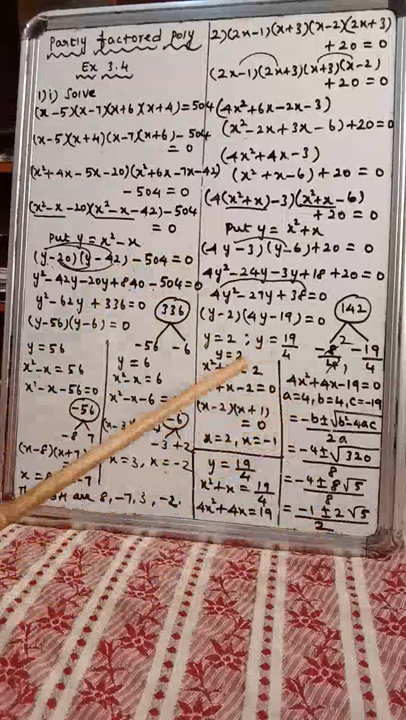 Partly factored poly
Ex 3.4
1) i) Solve
(x-5)(x-7)(x+6)(x+4)=504
(x-5)(x+4)(x-7)(x+6)-504
=0
(x²+4x-5x-20)(x²+6x-7x-42)
-504=0
(x²-x-20)(x²-x-42)-504
=0
Put y=x²-x
(y-20)(y-42)-504=0
y²-42y-20y+840-504=0
y²-62y+336=0
(y-56)(y-6)=0
336
-56 -6
y=56
x²-x=56
x²-x-56=0
-56
-8 7
(x-8)(x+7)
y=6
x²-x=6
x²-x-6
-6
-3 +2
x=3, x=-2
are 8, -7, 3, -2.
2) (2x-1)(x+3)(x-2)(2x+3)
+20=0
(2x-1)(2x+3)(x+3)(x-2)
+20=0
(4x²+6x-2x-3)
(x²-2x+3x-6)+20=0
(4x²+4x-3)
(x²+x-6)+20=0
(4(x²+x)-3)(x²+x-6)
+20=0
Put y=x²+x
(4y-3)(y-6)+20=0
4y²-24y-3y+18+20=0
4y²-27y+38=0
(y-2)(4y-19)=0
142
y=2; y=19/4
y=2
2
+x-2=0
(x-2)(x+1)
=0
x=2, x=-1
y=19/4
x²+x=19/4
4x²+4x=19
4x²+4x-19=0
a=4, b=4, c=-19
=-b±√b²-4ac
2a
=-4±√320
8
=-4±8√5
8
=-1±2√5
2